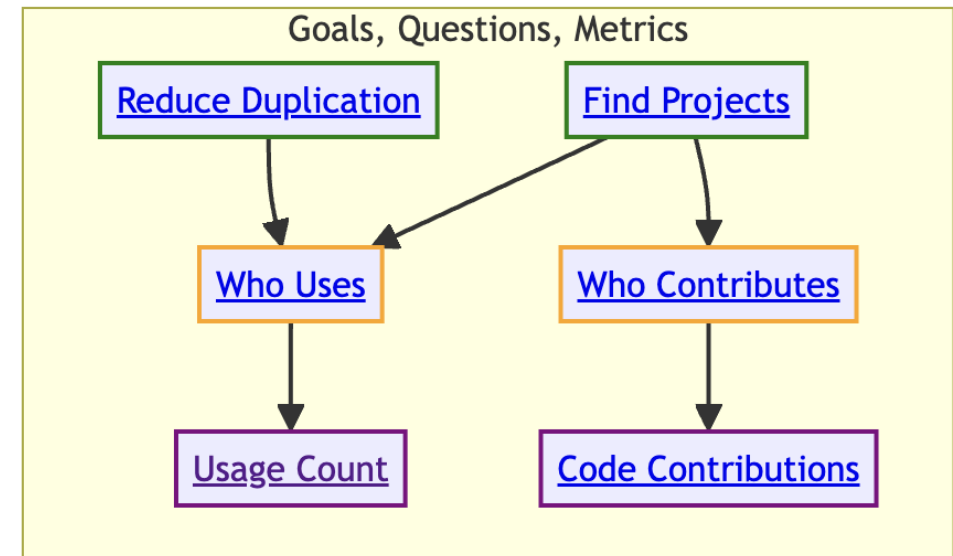 Goals, Questions, Metrics
Reduce Duplication
Find Projects
Who Uses
Who Contributes
Usage Count
Code Contributions